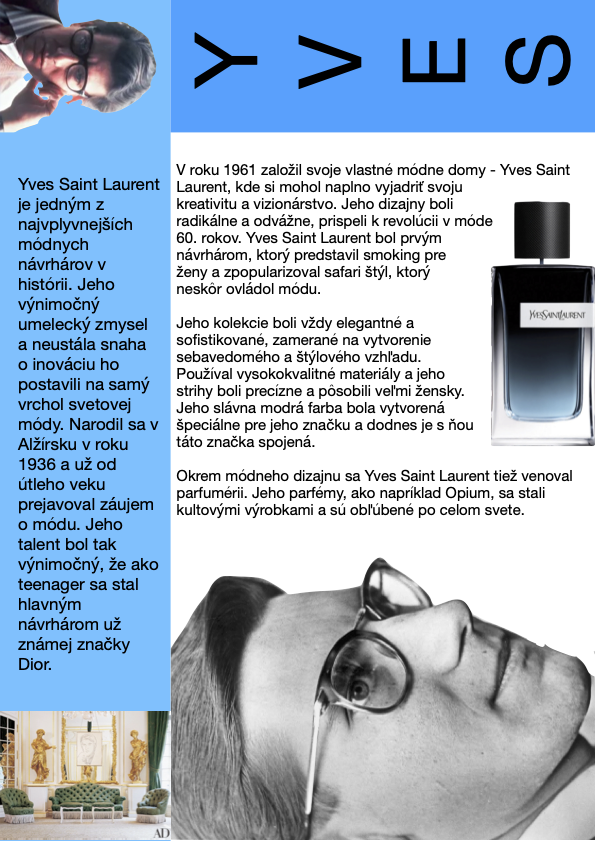 YVES
Yves Saint Laurent
je jedným z
najvplyvnejších
módnych
návrhárov v
histórii. Jeho
výnimočný
umelecký zmysel
a neustála snaha
o inováciu ho
postavili na samý
vrchol svetovej
módy. Narodil sa v
Alžírsku v roku
1936 a už od
útleho veku
prejavoval záujem
o módu. Jeho
talent bol tak
výnimočný, že ako
teenager sa stal
hlavným
návrhárom už
známej značky
Dior.
V roku 1961 založil svoje vlastné módne domy - Yves Saint
Laurent, kde si mohol naplno vyjadriť svoju
kreativitu a vizionárstvo. Jeho dizajny boli
radikálne a odvážne, prispeli k revolúcii v móde
60. rokov. Yves Saint Laurent bol prvým
návrhárom, ktorý predstavil smoking pre
ženy a zpopularizoval safari štýl, ktorý
neskôr ovládol módu.
Jeho kolekcie boli vždy elegantné a
sofistikované, zamerané na vytvorenie
sebavedomého a štýlového vzhľadu.
Používal vysokokvalitné materiály a jeho
strihy boli precízne a pôsobili veľmi žensky.
Jeho slávna modrá farba bola vytvorená
špeciálne pre jeho značku a dodnes je s ňou
táto značka spojená.
Okrem módneho dizajnu sa Yves Saint Laurent tiež venoval
parfumérii. Jeho parfémy, ako napríklad Opium, sa stali
kultovými výrobkami a sú obľúbené po celom svete.
YVESSAINTLAURENT
AD